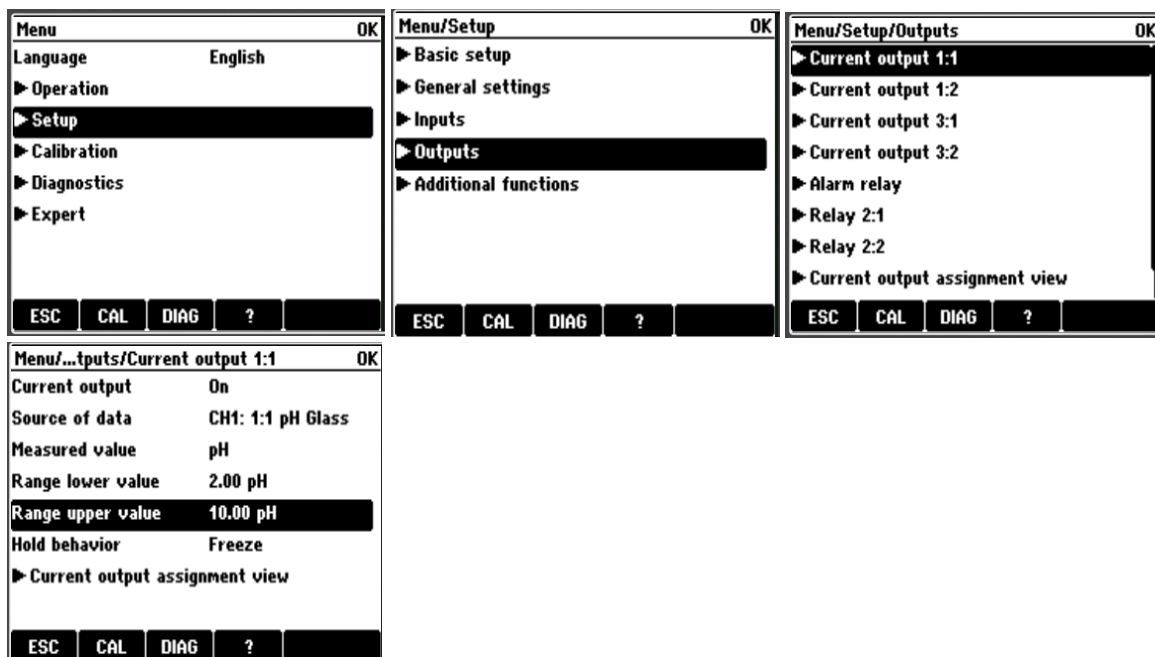 Menu OK
Language English
▶ Operation
▶ Setup
▶ Calibration
▶ Diagnostics
▶ Expert
ESC CAL DIAG ?
Menu/Setup OK
▶ Basic setup
▶ General settings
▶ Inputs
▶ Outputs
▶ Additional functions
ESC CAL DIAG ?
Menu/Setup/Outputs OK
▶ Current output 1:1
▶ Current output 1:2
▶ Current output 3:1
▶ Current output 3:2
▶ Alarm relay
▶ Relay 2:1
▶ Relay 2:2
▶ Current output assignment view
ESC CAL DIAG ?
Menu/...tputs/Current output 1:1 OK
Current output On
Source of data CH1: 1:1 pH Glass
Measured value pH
Range lower value 2.00 pH
Range upper value 10.00 pH
Hold behavior Freeze
▶ Current output assignment view
ESC CAL DIAG ?